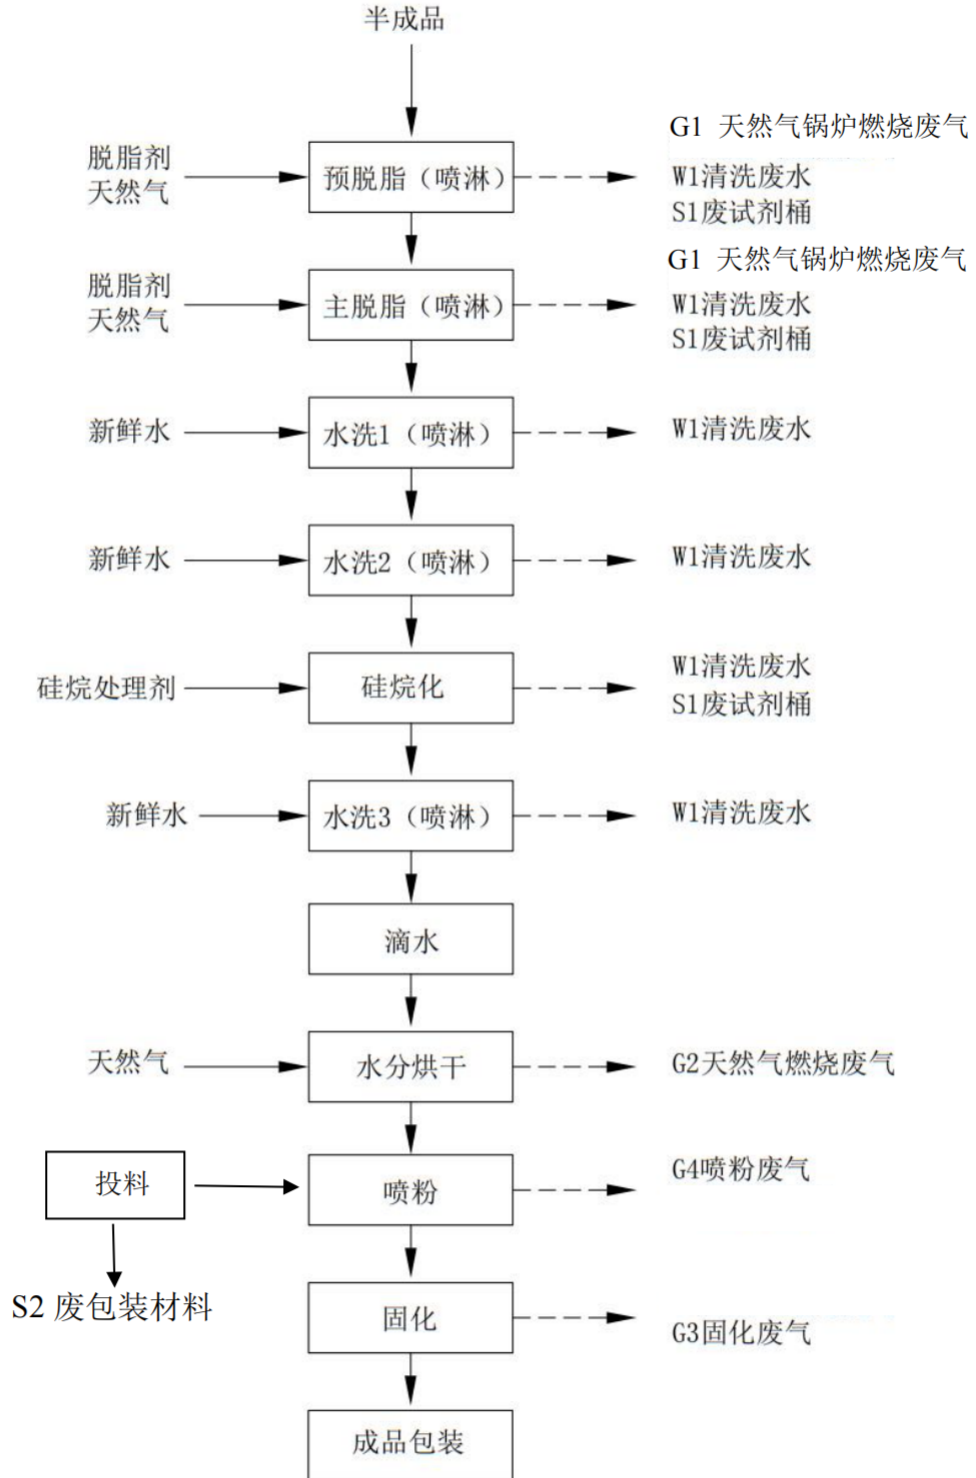 半成品
G1 天然气锅炉燃烧废气
脱脂剂
天然气
预脱脂（喷淋）
W1清洗废水
S1废试剂桶
G1 天然气锅炉燃烧废气
脱脂剂
天然气
主脱脂（喷淋）
W1清洗废水
S1废试剂桶
新鲜水
水洗1（喷淋）
W1清洗废水
新鲜水
水洗2（喷淋）
W1清洗废水
硅烷处理剂
硅烷化
W1清洗废水
S1废试剂桶
新鲜水
水洗3（喷淋）
W1清洗废水
滴水
天然气
水分烘干
G2天然气燃烧废气
投料
喷粉
G4喷粉废气
S2 废包装材料
固化
G3固化废气
成品包装